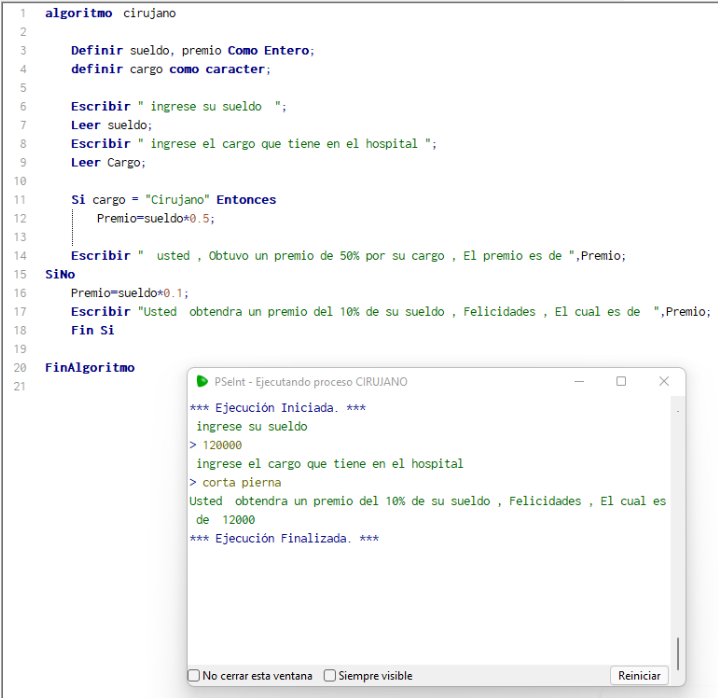 1 algoritmo cirujano
2
3 Definir sueldo, premio Como Entero;
4 definir cargo como caracter;
5
6 Escribir " ingrese su sueldo  ";
7 Leer sueldo;
8 Escribir " ingrese el cargo que tiene en el hospital ";
9 Leer Cargo;
10
11 Si cargo = "Cirujano" Entonces
12 Premio=sueldo*0.5;
13
14 Escribir "  usted , Obtuvo un premio de 50% por su cargo , El premio es de ",Premio;
15 SiNo
16 Premio=sueldo*0.1;
17 Escribir "Usted  obtendra un premio del 10% de su sueldo , Felicidades , El cual es de  ",Premio;
18 Fin Si
19
20 FinAlgoritmo
21
PSeInt - Ejecutando proceso CIRUJANO
*** Ejecución Iniciada. ***
ingrese su sueldo
> 120000
ingrese el cargo que tiene en el hospital
> corta pierna
Usted  obtendra un premio del 10% de su sueldo , Felicidades , El cual es
de  12000
*** Ejecución Finalizada. ***
No cerrar esta ventana Siempre visible Reiniciar